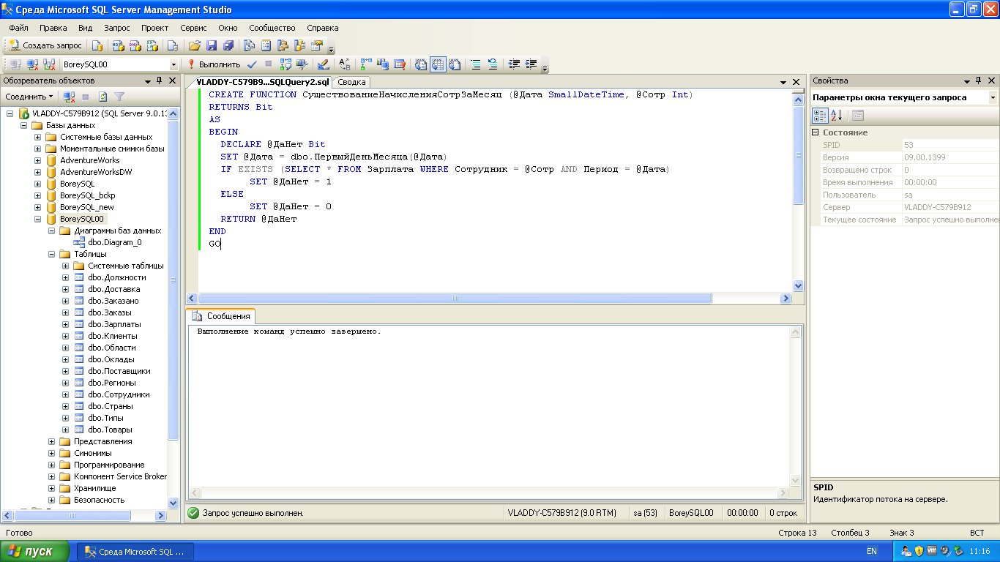 Среда Microsoft SQL Server Management Studio
Файл Правка Вид Запрос Проект Сервис Окно Сообщество Справка
Создать запрос
BoreySQL00 Выполнить
Обозреватель объектов
Соединить
VLADDY-C579B912 (SQL Server 9.0.13
Базы данных
Системные базы данных
Моментальные снимки базы
AdventureWorks
AdventureWorksDW
BoreySQL
BoreySQL_bckp
BoreySQL_new
BoreySQL00
Диаграммы баз данных
dbo.Diagram_0
Таблицы
Системные таблицы
dbo.Должности
dbo.Доставка
dbo.Заказано
dbo.Заказы
dbo.Зарплаты
dbo.Клиенты
dbo.Области
dbo.Оклады
dbo.Поставщики
dbo.Регионы
dbo.Сотрудники
dbo.Страны
dbo.Типы
dbo.Товары
Представления
Синонимы
Программирование
Компонент Service Broker
Хранилище
Безопасность
VLADDY-C579B9...SQLQuery2.sql Сводка
CREATE FUNCTION СуществованиеНачисленияСотрЗаМесяц (@Дата SmallDateTime, @Сотр Int)
RETURNS Bit
AS
BEGIN
DECLARE @ДаНет Bit
SET @Дата = dbo.ПервыйДеньМесяца(@Дата)
IF EXISTS (SELECT * FROM Зарплата WHERE Сотрудник = @Сотр AND Период = @Дата)
SET @ДаНет = 1
ELSE
SET @ДаНет = 0
RETURN @ДаНет
END
GO
Сообщения
Выполнение команд успешно завершено.
Запрос успешно выполнен. VLADDY-C579B912 (9.0 RTM) sa (53) BoreySQL00 00:00:00 0 строк
Свойства
Параметры окна текущего запроса
Состояние
SPID 53
Версия 09.00.1399
Возвращено строк 0
Время выполнения 00:00:00
Пользователь sa
Сервер VLADDY-C579B912
Текущее состояние Запрос успешно выполнен
SPID
Идентификатор потока на сервере.
Готово Строка 13 Столбец 3 Знак 3 ВСТ
пуск Среда Microsoft SQL ... EN 11:16